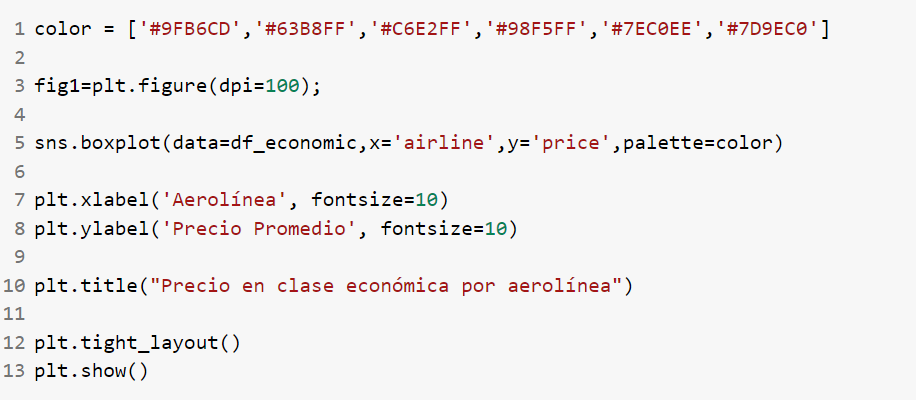 1 color = ['#9FB6CD','#63B8FF','#C6E2FF','#98F5FF','#7EC0EE','#7D9EC0']
2
3 fig1=plt.figure(dpi=100);
4
5 sns.boxplot(data=df_economic,x='airline',y='price',palette=color)
6
7 plt.xlabel('Aerolínea', fontsize=10)
8 plt.ylabel('Precio Promedio', fontsize=10)
9
10 plt.title("Precio en clase económica por aerolínea")
11
12 plt.tight_layout()
13 plt.show()